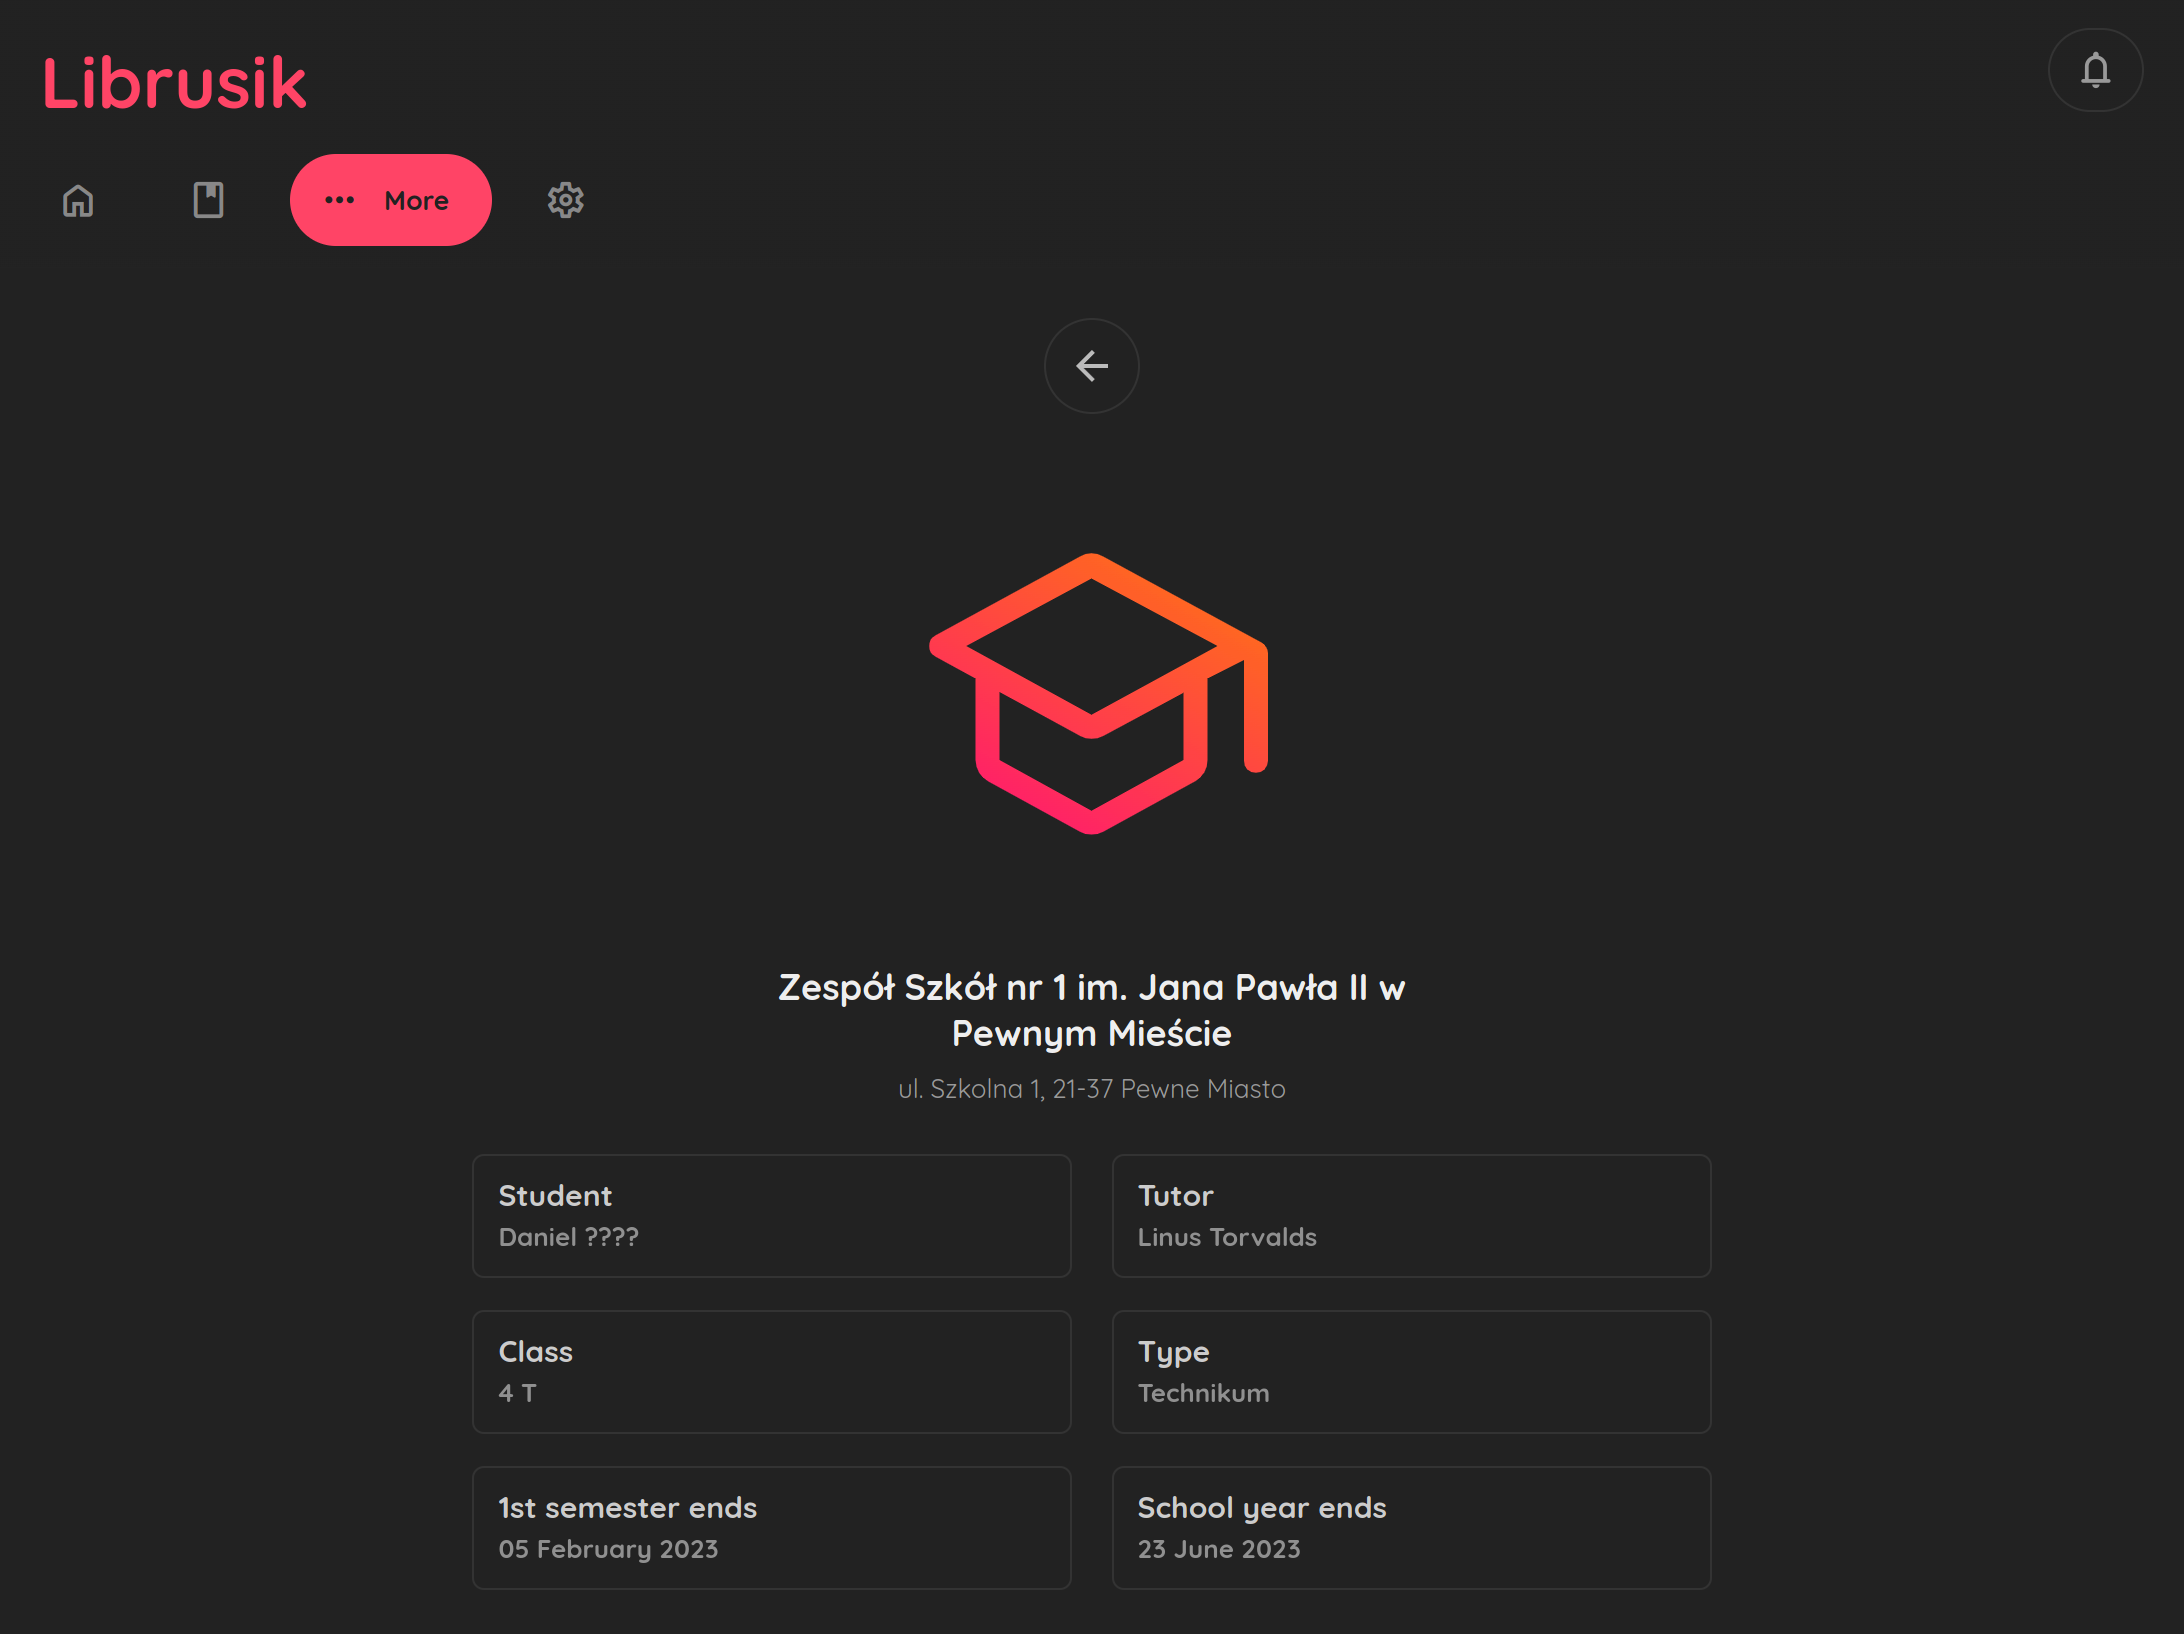 Librusik
More
Zespół Szkół nr 1 im. Jana Pawła II w
Pewnym Mieście
ul. Szkolna 1, 21-37 Pewne Miasto
Student
Daniel ????
Tutor
Linus Torvalds
Class
4 T
Type
Technikum
1st semester ends
05 February 2023
School year ends
23 June 2023